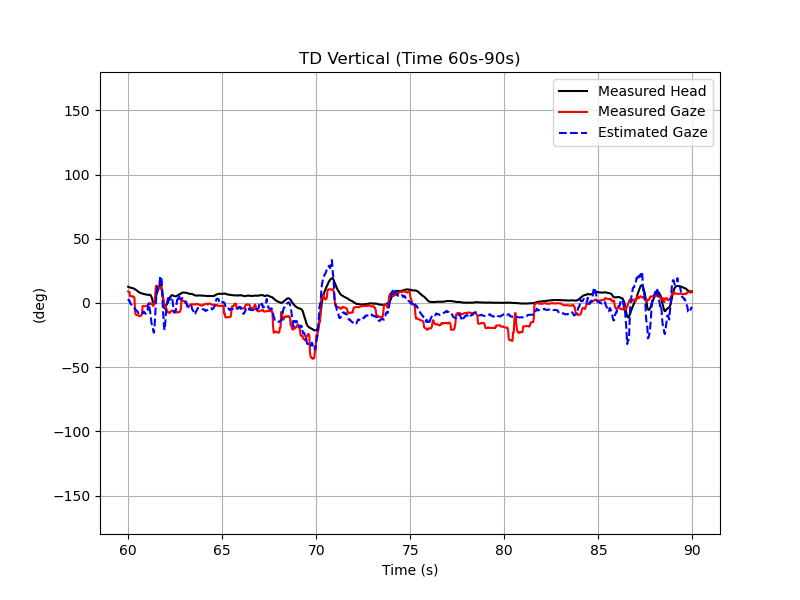 TD Vertical (Time 60s-90s)
Measured Head
Measured Gaze
Estimated Gaze
150
100
50
0
−50
−100
−150
(deg)
60 65 70 75 80 85 90
Time (s)